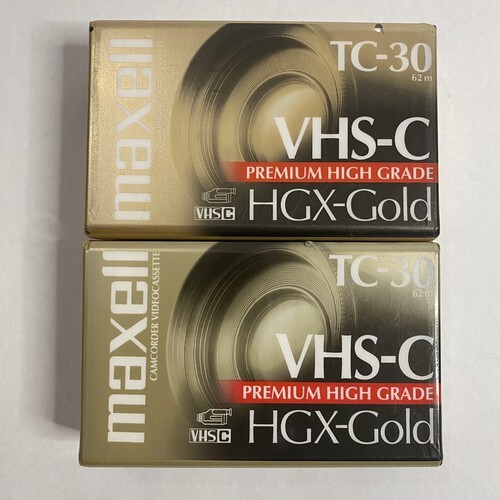 maxell
TC-30
62 m
VHS-C
PREMIUM HIGH GRADE
VHS C
HGX-Gold
maxell
CAMCORDER VIDEOCASSETTE
TC-30
62 m
VHS-C
PREMIUM HIGH GRADE
VHS C
HGX-Gold